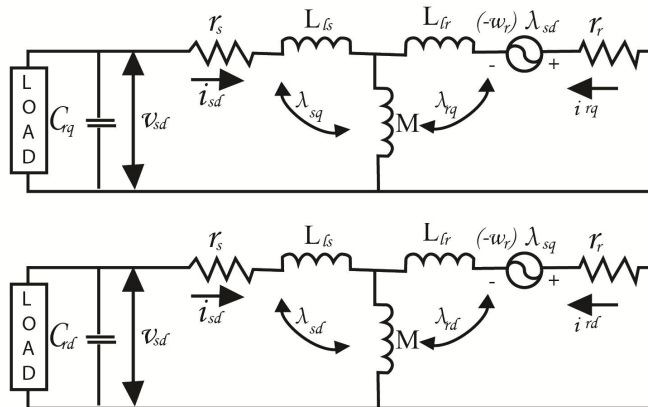 r_s L_ls L_lr (-w_r) λ_sd r_r
LOAD C_rq v_sd i_sd λ_sq M λ_rq - + i_rq
r_s L_ls L_lr (-w_r) λ_sq r_r
LOAD C_rd v_sd i_sd λ_sd M λ_rd - + i_rd